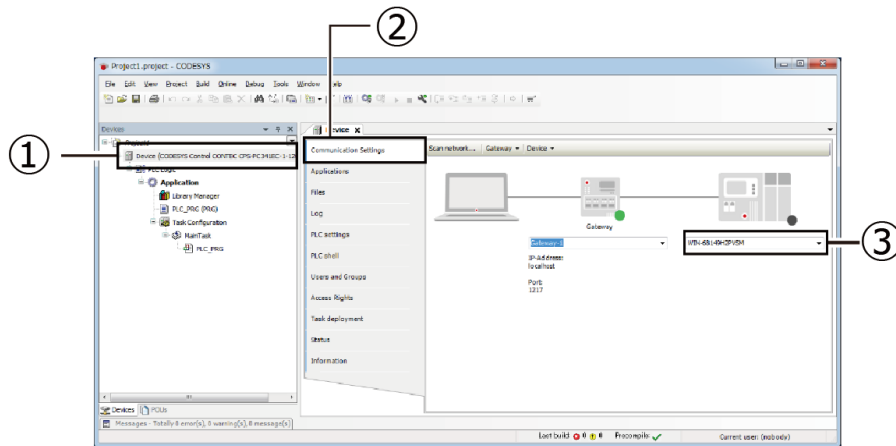 ②
Project1.project - CODESYS
File Edit View Project Build Online Debug Tools Window Help
Devices
Device
①
Device (CODESYS Control CONTEC CPS-PC341EC-1-12
PLC Logic
Application
Library Manager
PLC_PRG (PRG)
Task Configuration
MainTask
PLC_PRG
Communication Settings
Applications
Files
Log
PLC settings
PLC shell
Users and Groups
Access Rights
Task deployment
Status
Information
Scan network... Gateway Device
Gateway
Gateway-1
IP-Address:
localhost
Port:
1217
③
Devices POUs
Messages - Totally 0 error(s), 0 warning(s), 0 message(s)
Last build: 0 0 Precompile: Current user: (nobody)